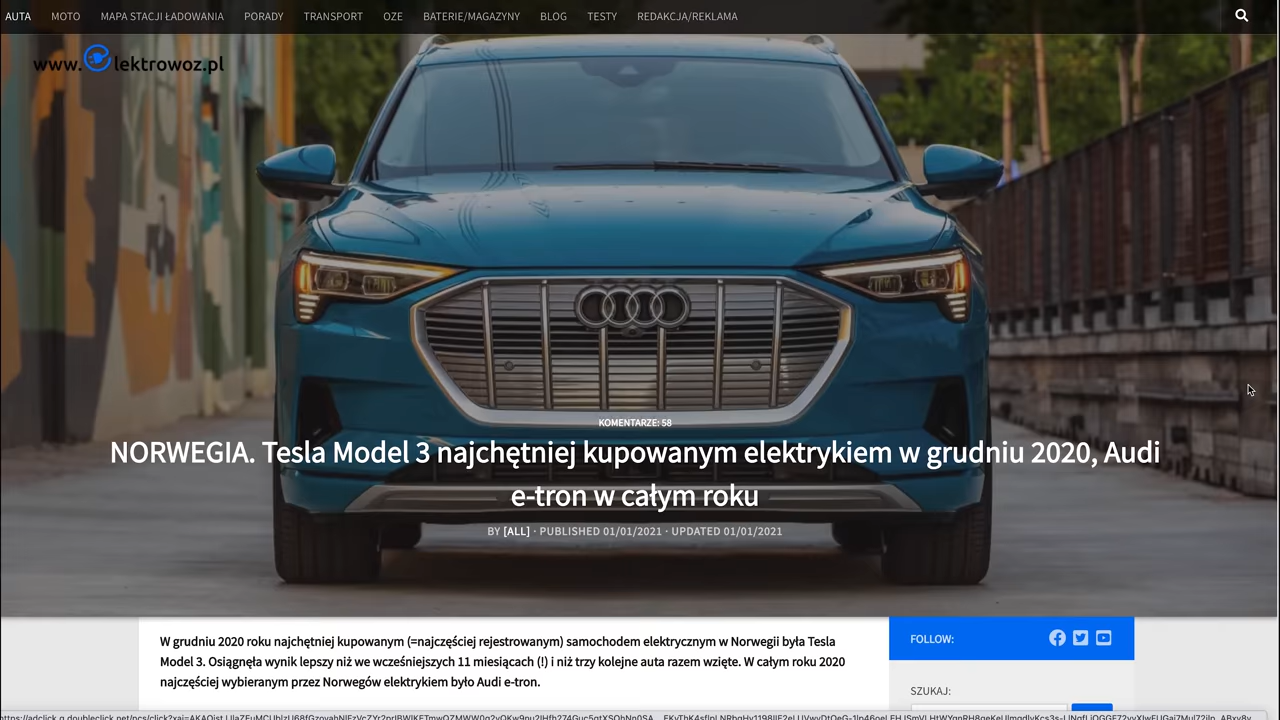 AUTA MOTO MAPA STACJI ŁADOWANIA PORADY TRANSPORT OZE BATERIE/MAGAZYNY BLOG TESTY REDAKCJA/REKLAMA
www.elektrowoz.pl
KOMENTARZE: 58
NORWEGIA. Tesla Model 3 najchętniej kupowanym elektrykiem w grudniu 2020, Audi
e-tron w całym roku
BY [ALL] · PUBLISHED 01/01/2021 · UPDATED 01/01/2021
W grudniu 2020 roku najchętniej kupowanym (=najczęściej rejestrowanym) samochodem elektrycznym w Norwegii była Tesla
Model 3. Osiągnęła wynik lepszy niż we wcześniejszych 11 miesiącach (!) i niż trzy kolejne auta razem wzięte. W całym roku 2020
najczęściej wybieranym przez Norwegów elektrykiem było Audi e-tron.
FOLLOW:
SZUKAJ: